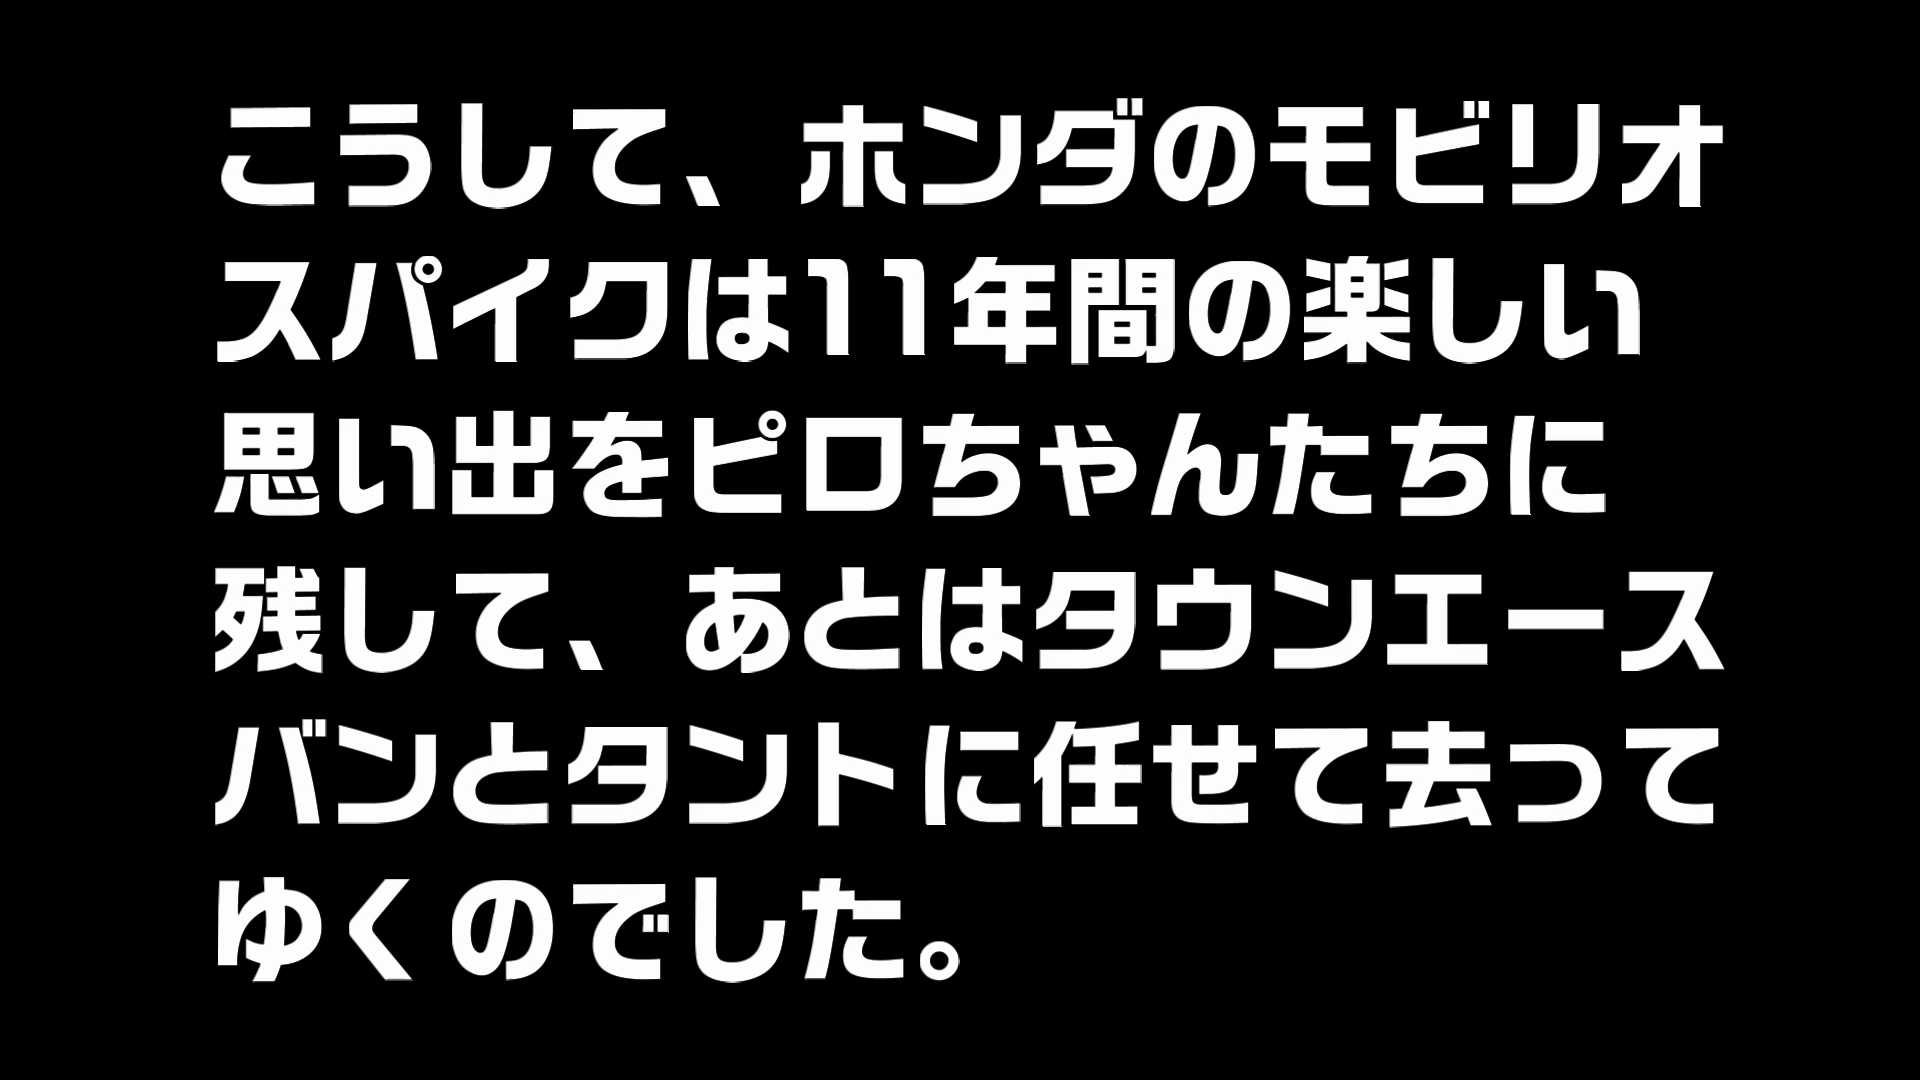 こうして、ホンダのモビリオ
スパイクは11年間の楽しい
思い出をピロちゃんたちに
残して、あとはタウンエース
バンとタントに任せて去って
ゆくのでした。